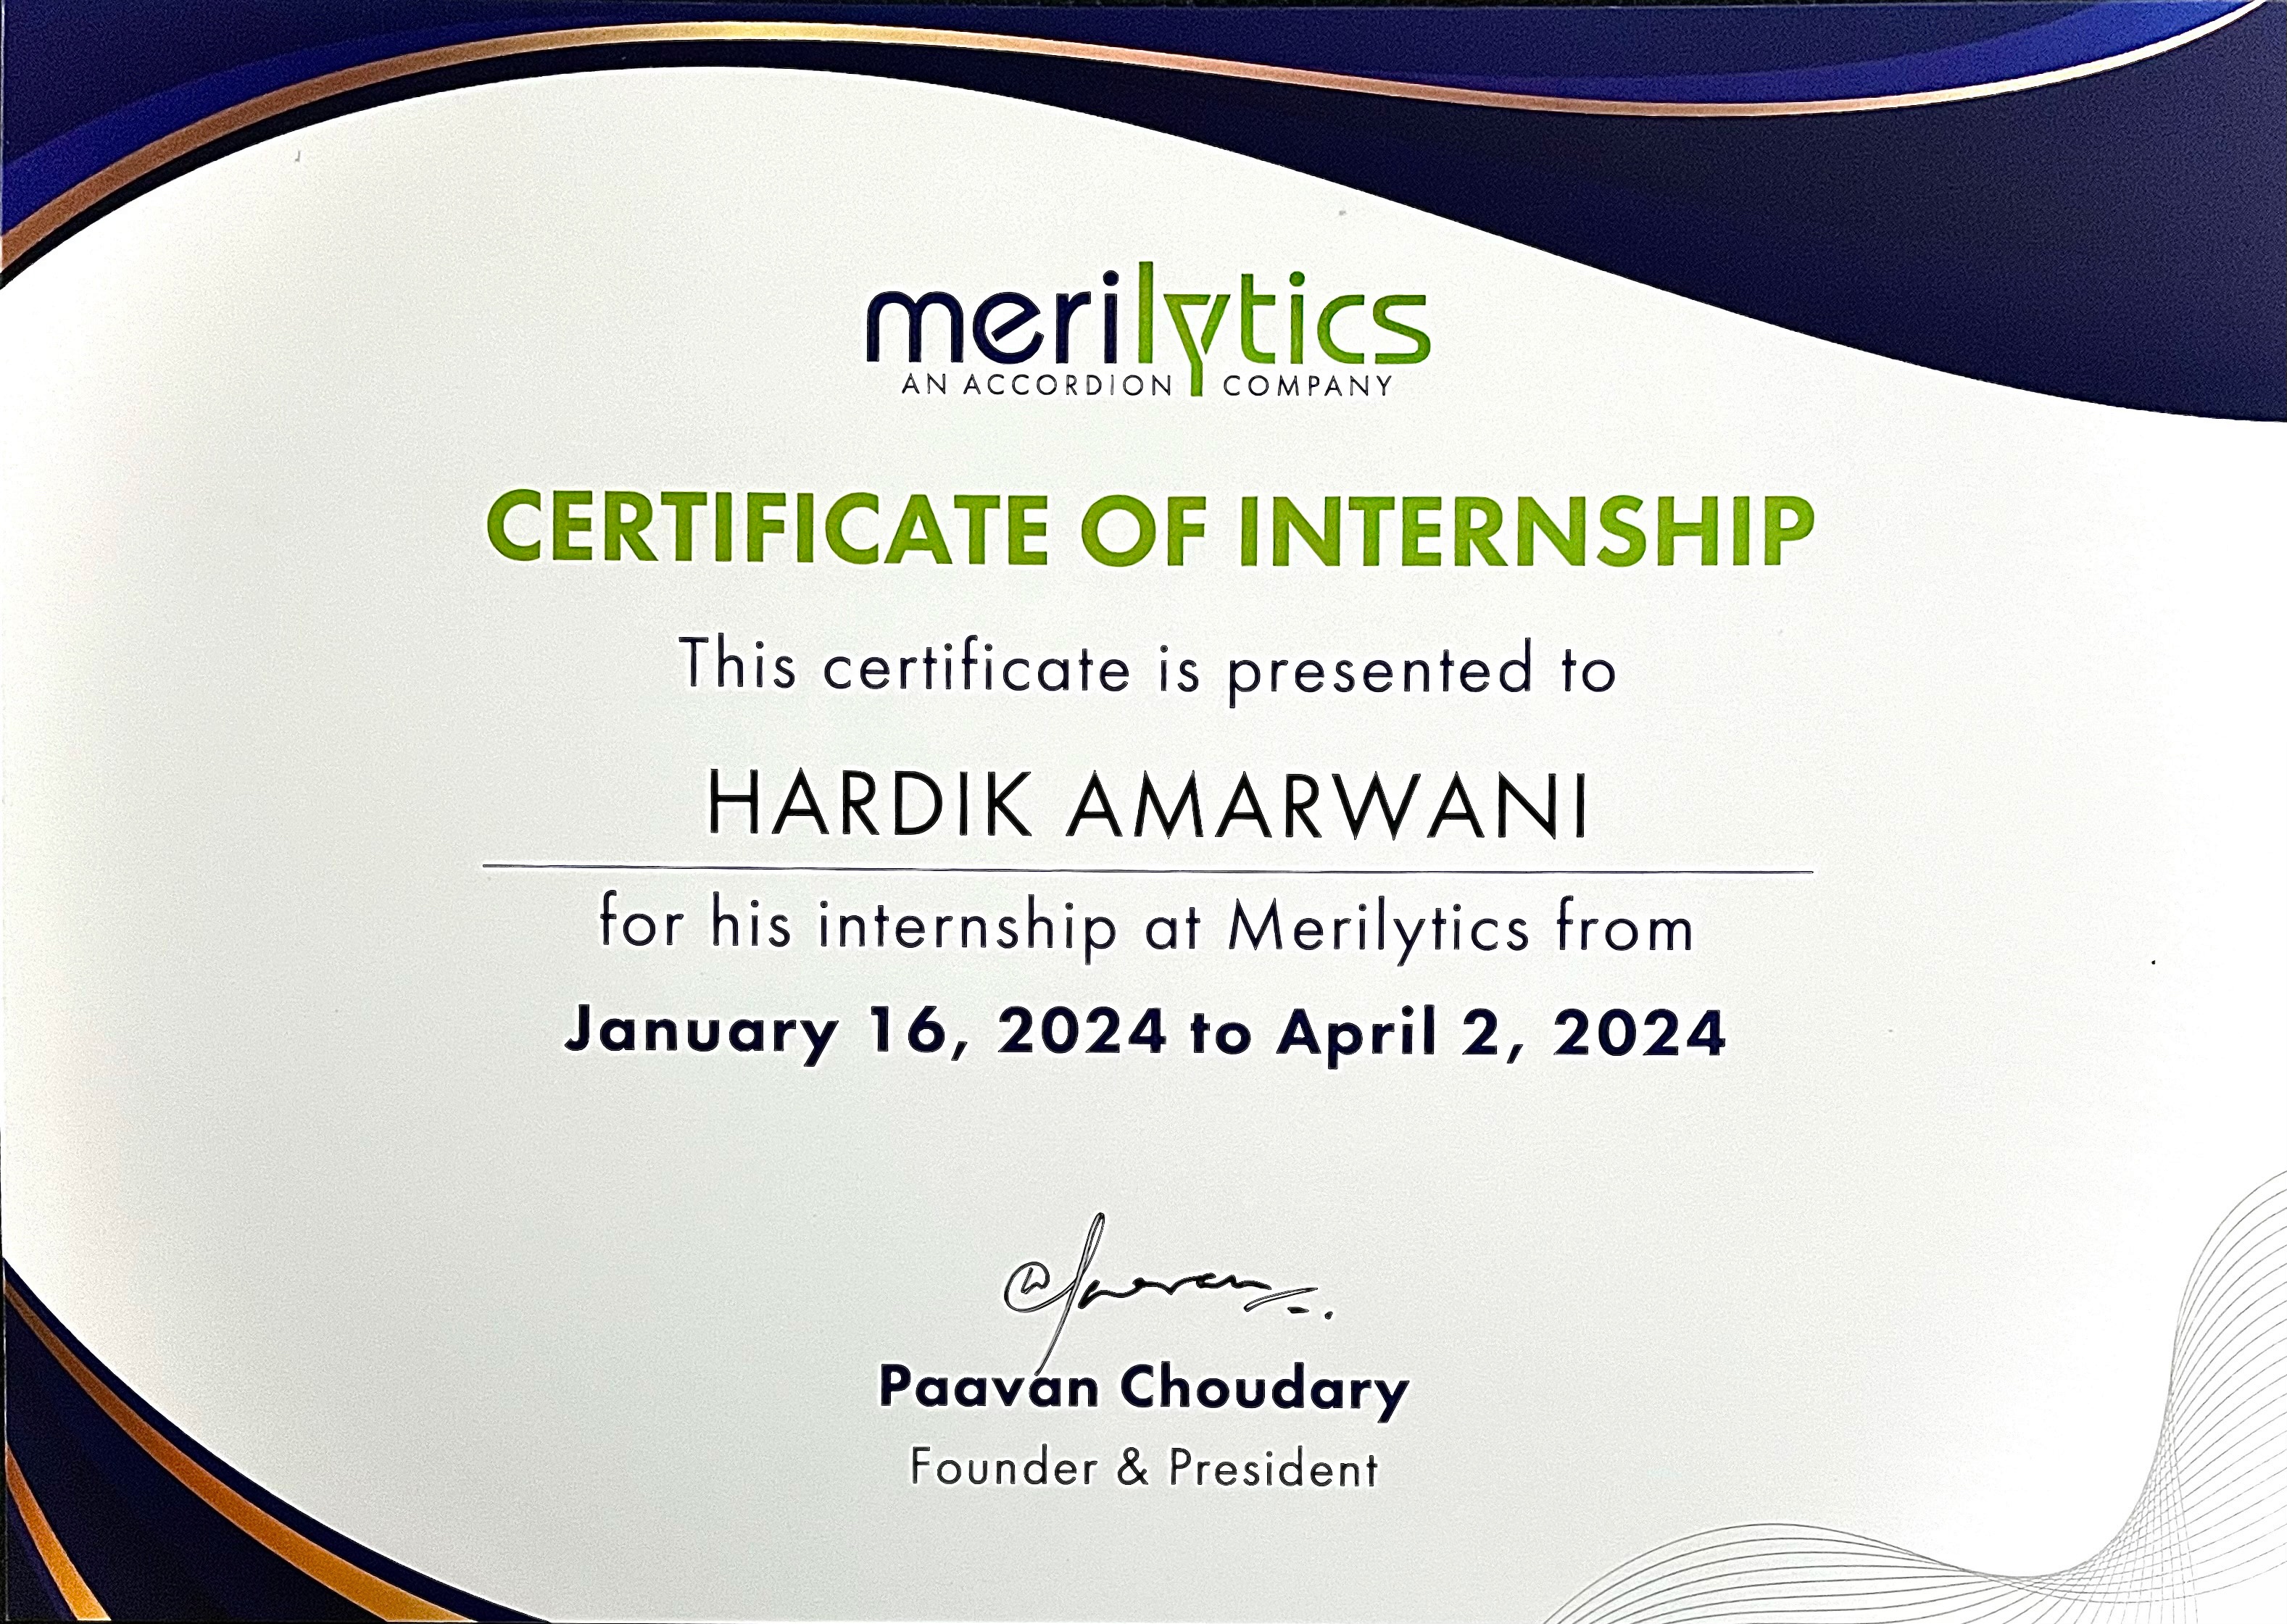 merilytics
AN ACCORDION COMPANY
CERTIFICATE OF INTERNSHIP
This certificate is presented to
HARDIK AMARWANI
for his internship at Merilytics from
January 16, 2024 to April 2, 2024
Paavan Choudary
Founder & President